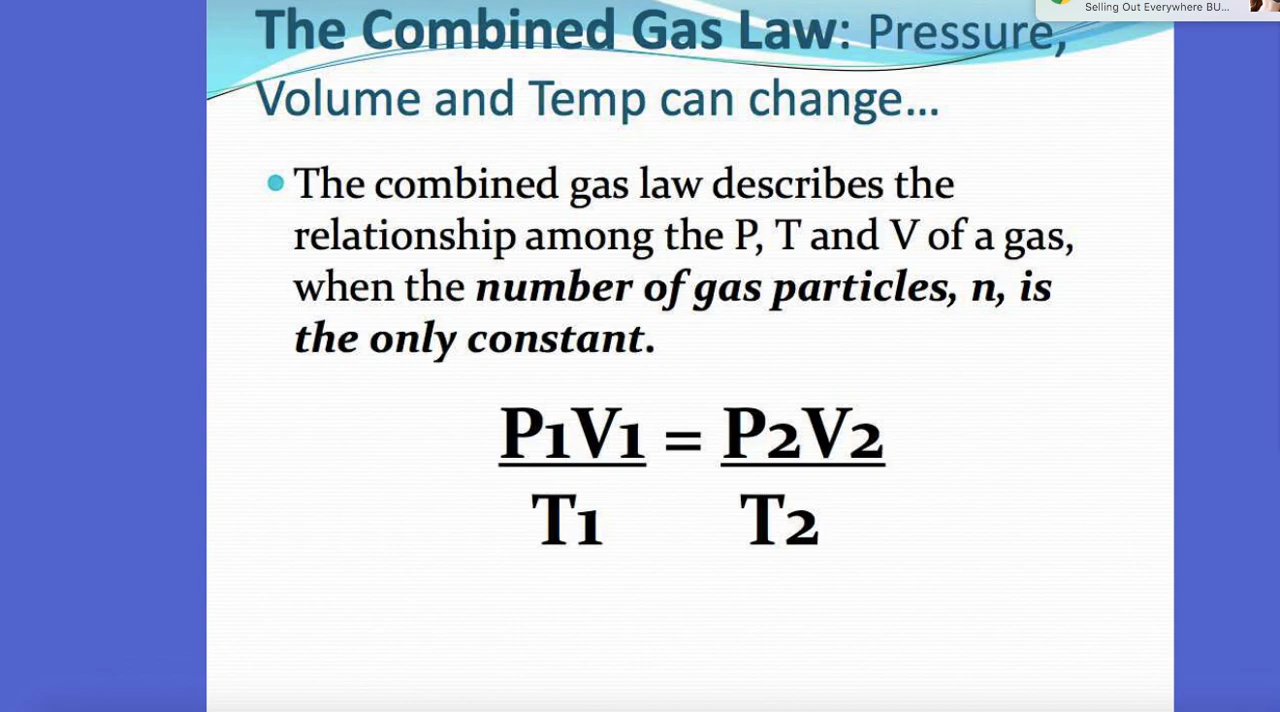 Selling Out Everywhere BU...
The Combined Gas Law: Pressure,
Volume and Temp can change...
• The combined gas law describes the
relationship among the P, T and V of a gas,
when the number of gas particles, n, is
the only constant.
P1V1 = P2V2
T1 T2